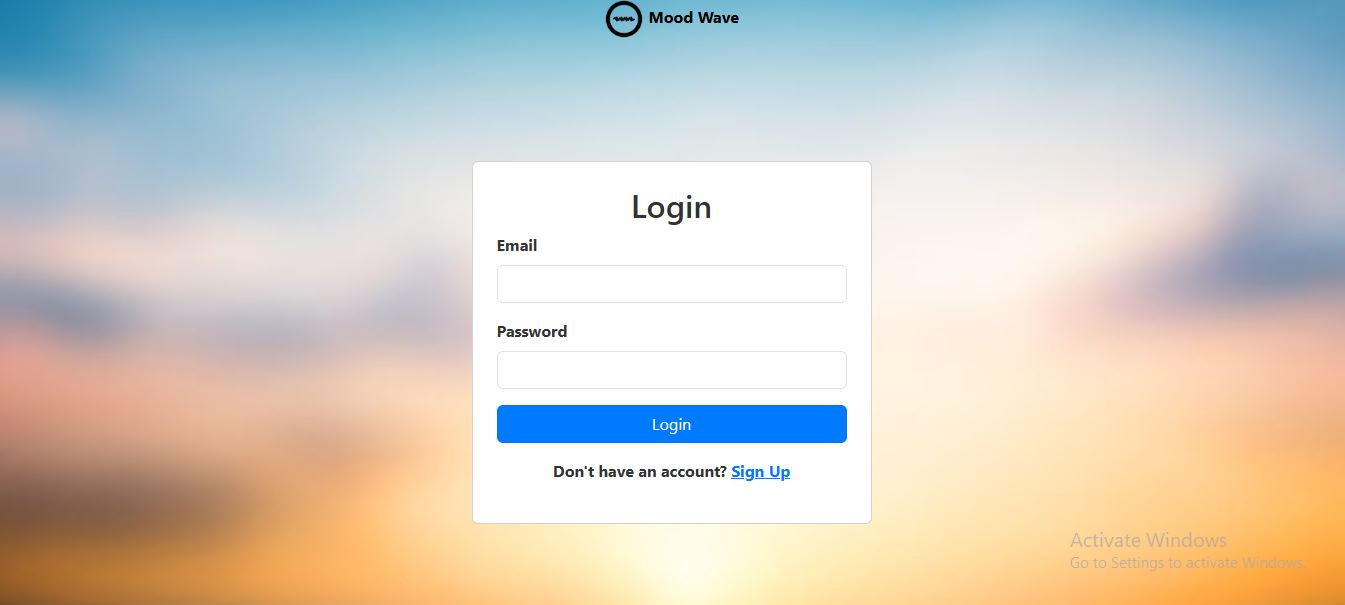 Mood Wave
Login
Email
Password
Login
Don't have an account? Sign Up
Activate Windows
Go to Settings to activate Windows.